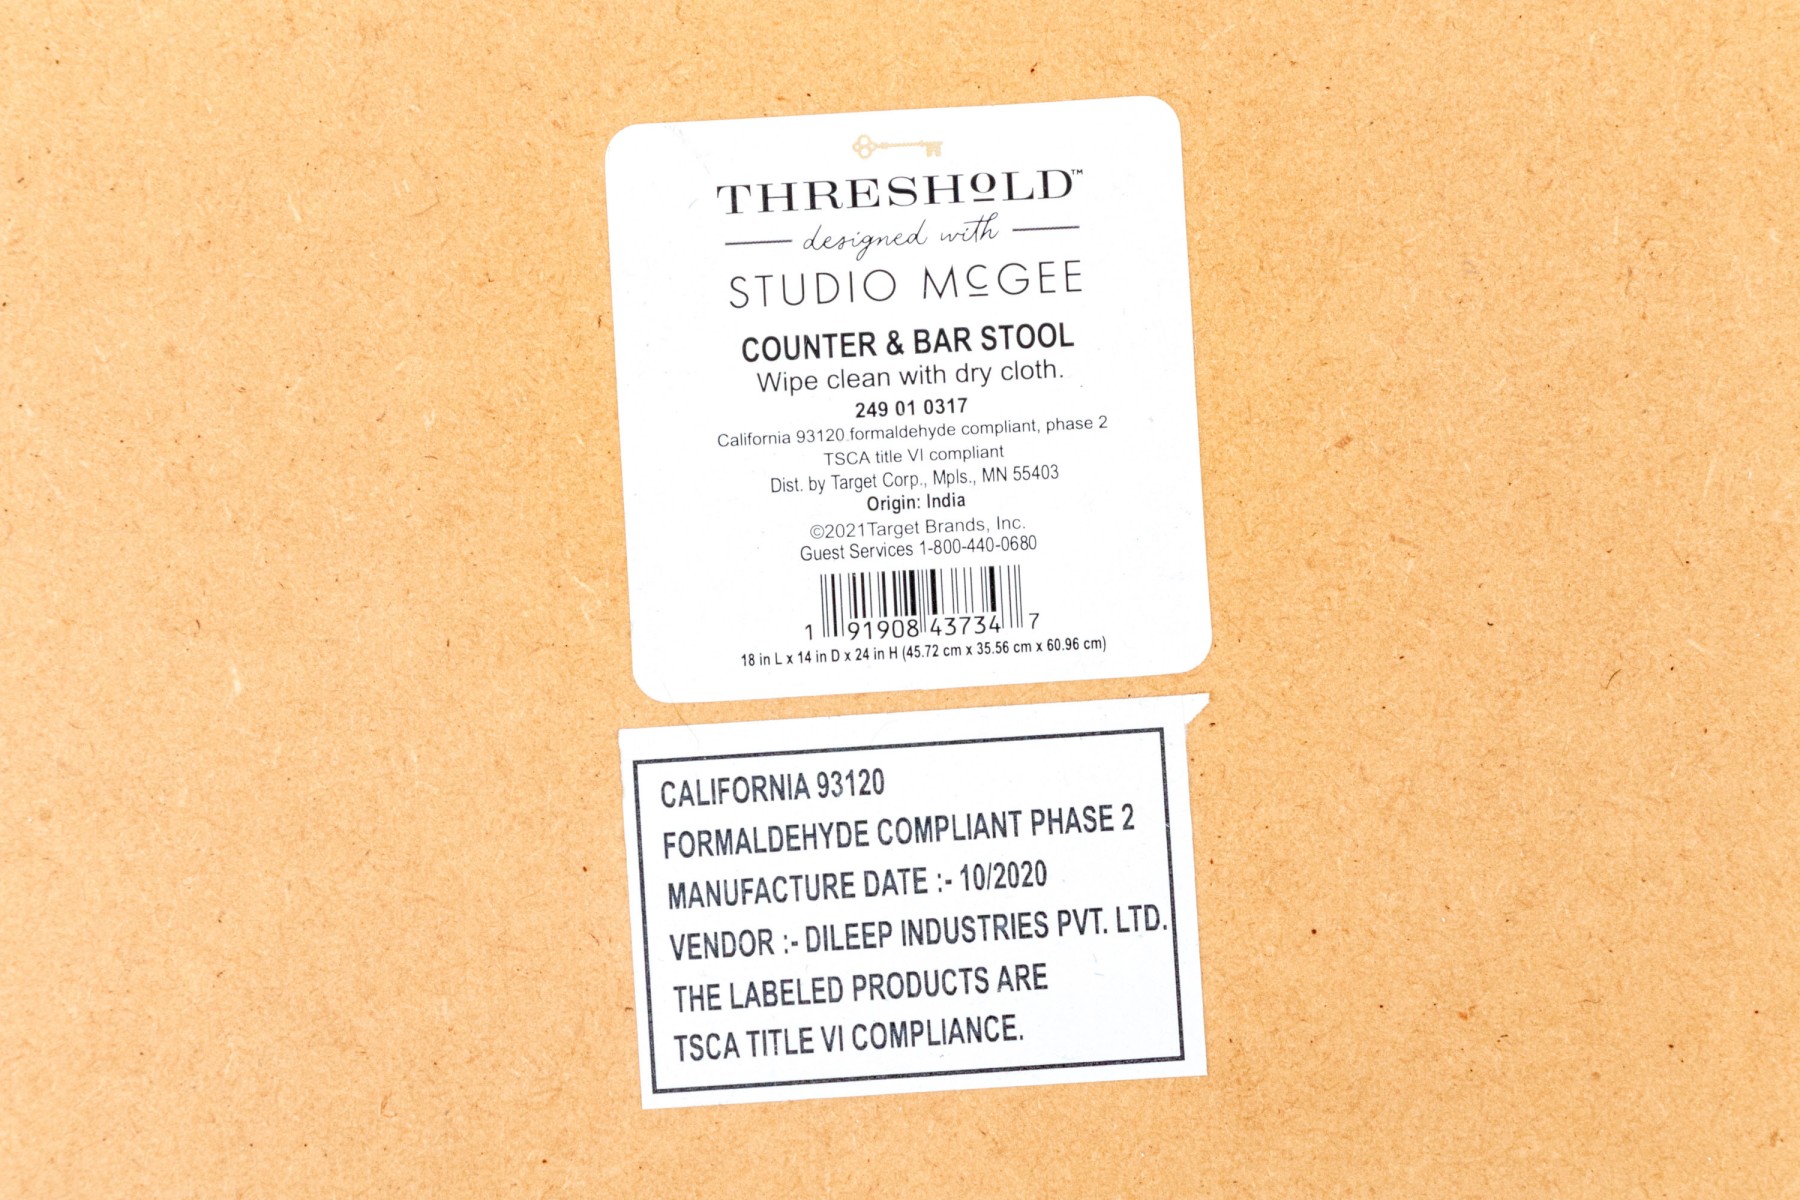 THRESHOLD™
designed with
STUDIO McGEE
COUNTER & BAR STOOL
Wipe clean with dry cloth.
249 01 0317
California 93120 formaldehyde compliant, phase 2
TSCA title VI compliant
Dist. by Target Corp., Mpls., MN 55403
Origin: India
©2021Target Brands, Inc.
Guest Services 1-800-440-0680
1 91908 43734 7
18 in L x 14 in D x 24 in H (45.72 cm x 35.56 cm x 60.96 cm)
CALIFORNIA 93120
FORMALDEHYDE COMPLIANT PHASE 2
MANUFACTURE DATE :- 10/2020
VENDOR :- DILEEP INDUSTRIES PVT. LTD.
THE LABELED PRODUCTS ARE
TSCA TITLE VI COMPLIANCE.